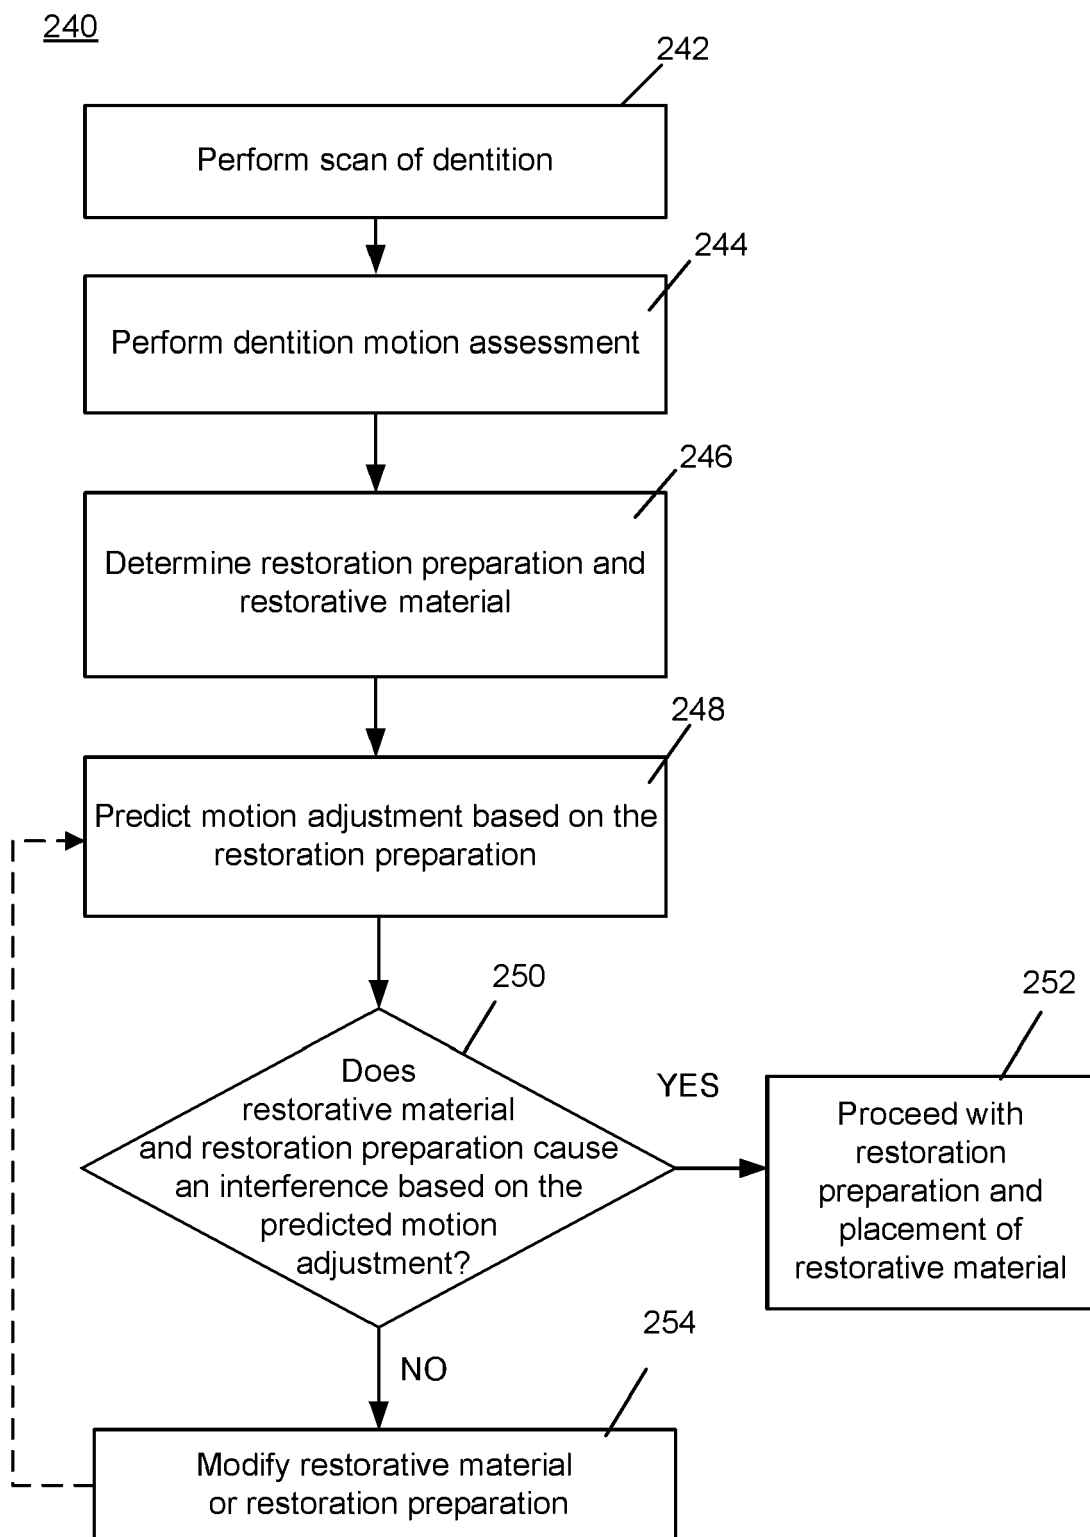 240
242
Perform scan of dentition
244
Perform dentition motion assessment
246
Determine restoration preparation and
restorative material
248
Predict motion adjustment based on the
restoration preparation
250
Does
restorative material
and restoration preparation cause
an interference based on the
predicted motion
adjustment?
YES
252
Proceed with
restoration
preparation and
placement of
restorative material
NO
254
Modify restorative material
or restoration preparation